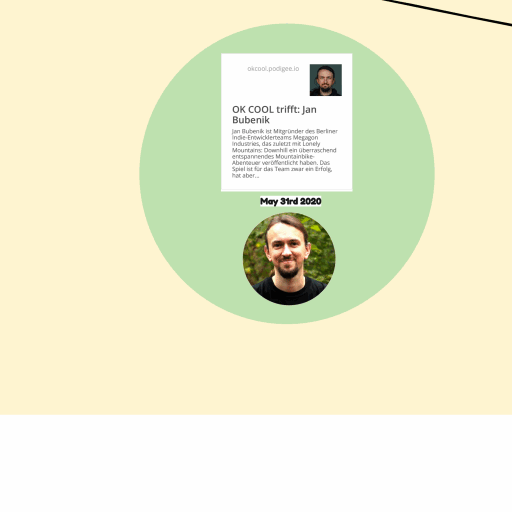 okcool.podigee.io
OK COOL trifft: Jan
Bubenik
Jan Bubenik ist Mitgründer des Berliner
Indie-Entwicklerteams Megagon
Industries, das zuletzt mit Lonely
Mountains: Downhill ein überraschend
entspannendes Mountainbike-
Abenteuer veröffentlicht haben. Das
Spiel ist für das Team zwar ein Erfolg,
hat aber...
May 31rd 2020